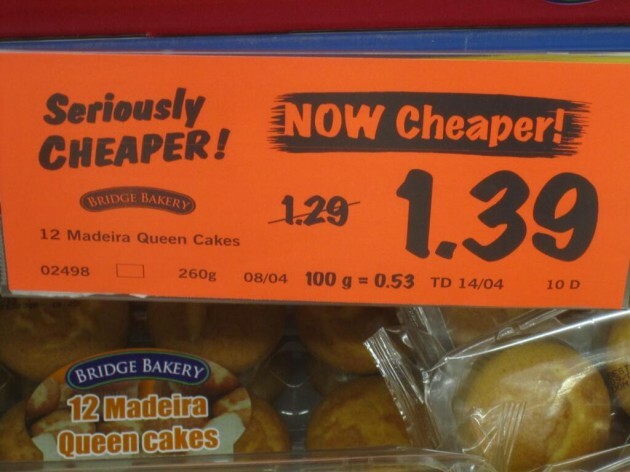 Seriously
CHEAPER!
NOW Cheaper!
BRIDGE BAKERY
1.29
1.39
12 Madeira Queen Cakes
02498 260g 08/04 100 g = 0.53 TD 14/04 10 D
BRIDGE BAKERY
12 Madeira
Queen cakes